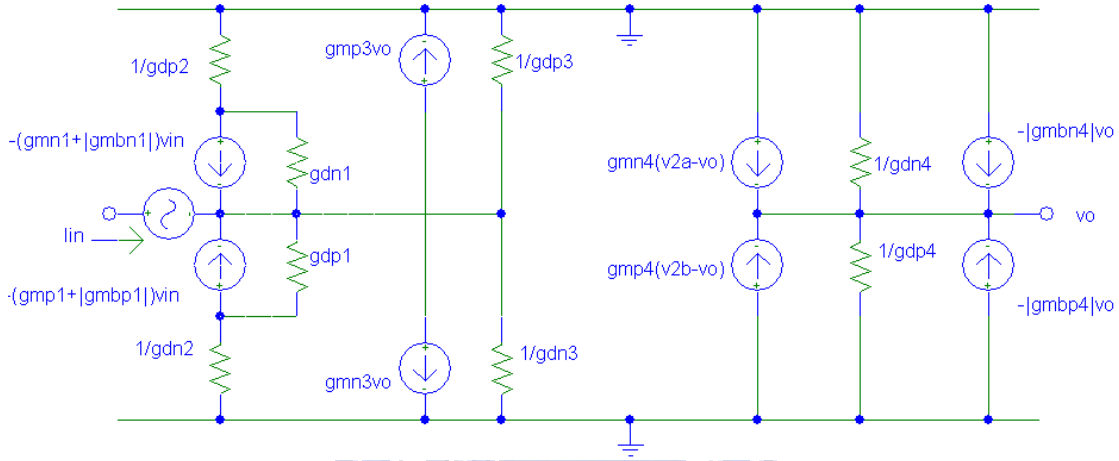 1/gdp2
gmp3vo
1/gdp3
-(gmn1+|gmbn1|)vin
gdn1
gmn4(v2a-vo)
1/gdn4
-|gmbn4|vo
Iin
vo
gdp1
gmp4(v2b-vo)
1/gdp4
-(gmp1+|gmbp1|)vin
-|gmbp4|vo
1/gdn2
gmn3vo
1/gdn3